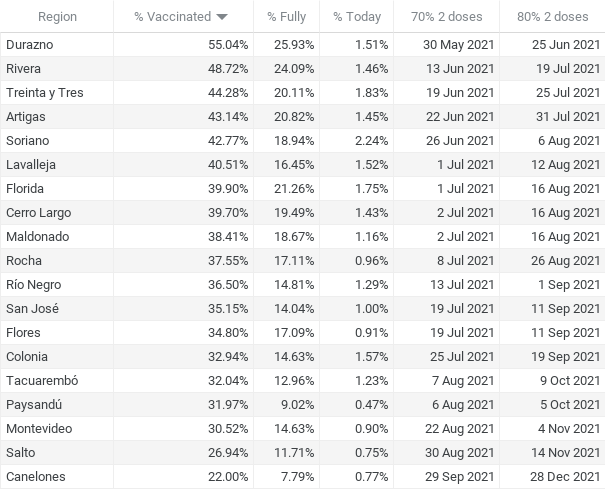 Region % Vaccinated % Fully % Today 70% 2 doses 80% 2 doses
Durazno 55.04% 25.93% 1.51% 30 May 2021 25 Jun 2021
Rivera 48.72% 24.09% 1.46% 13 Jun 2021 19 Jul 2021
Treinta y Tres 44.28% 20.11% 1.83% 19 Jun 2021 25 Jul 2021
Artigas 43.14% 20.82% 1.45% 22 Jun 2021 31 Jul 2021
Soriano 42.77% 18.94% 2.24% 26 Jun 2021 6 Aug 2021
Lavalleja 40.51% 16.45% 1.52% 1 Jul 2021 12 Aug 2021
Florida 39.90% 21.26% 1.75% 1 Jul 2021 16 Aug 2021
Cerro Largo 39.70% 19.49% 1.43% 2 Jul 2021 16 Aug 2021
Maldonado 38.41% 18.67% 1.16% 2 Jul 2021 16 Aug 2021
Rocha 37.55% 17.11% 0.96% 8 Jul 2021 26 Aug 2021
Río Negro 36.50% 14.81% 1.29% 13 Jul 2021 1 Sep 2021
San José 35.15% 14.04% 1.00% 19 Jul 2021 11 Sep 2021
Flores 34.80% 17.09% 0.91% 19 Jul 2021 11 Sep 2021
Colonia 32.94% 14.63% 1.57% 25 Jul 2021 19 Sep 2021
Tacuarembó 32.04% 12.96% 1.23% 7 Aug 2021 9 Oct 2021
Paysandú 31.97% 9.02% 0.47% 6 Aug 2021 5 Oct 2021
Montevideo 30.52% 14.63% 0.90% 22 Aug 2021 4 Nov 2021
Salto 26.94% 11.71% 0.75% 30 Aug 2021 14 Nov 2021
Canelones 22.00% 7.79% 0.77% 29 Sep 2021 28 Dec 2021